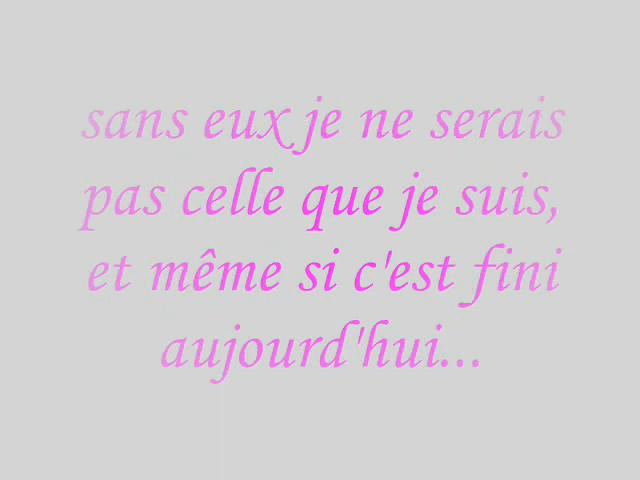 sans eux je ne serais
pas celle que je suis,
et même si c'est fini
aujourd'hui...